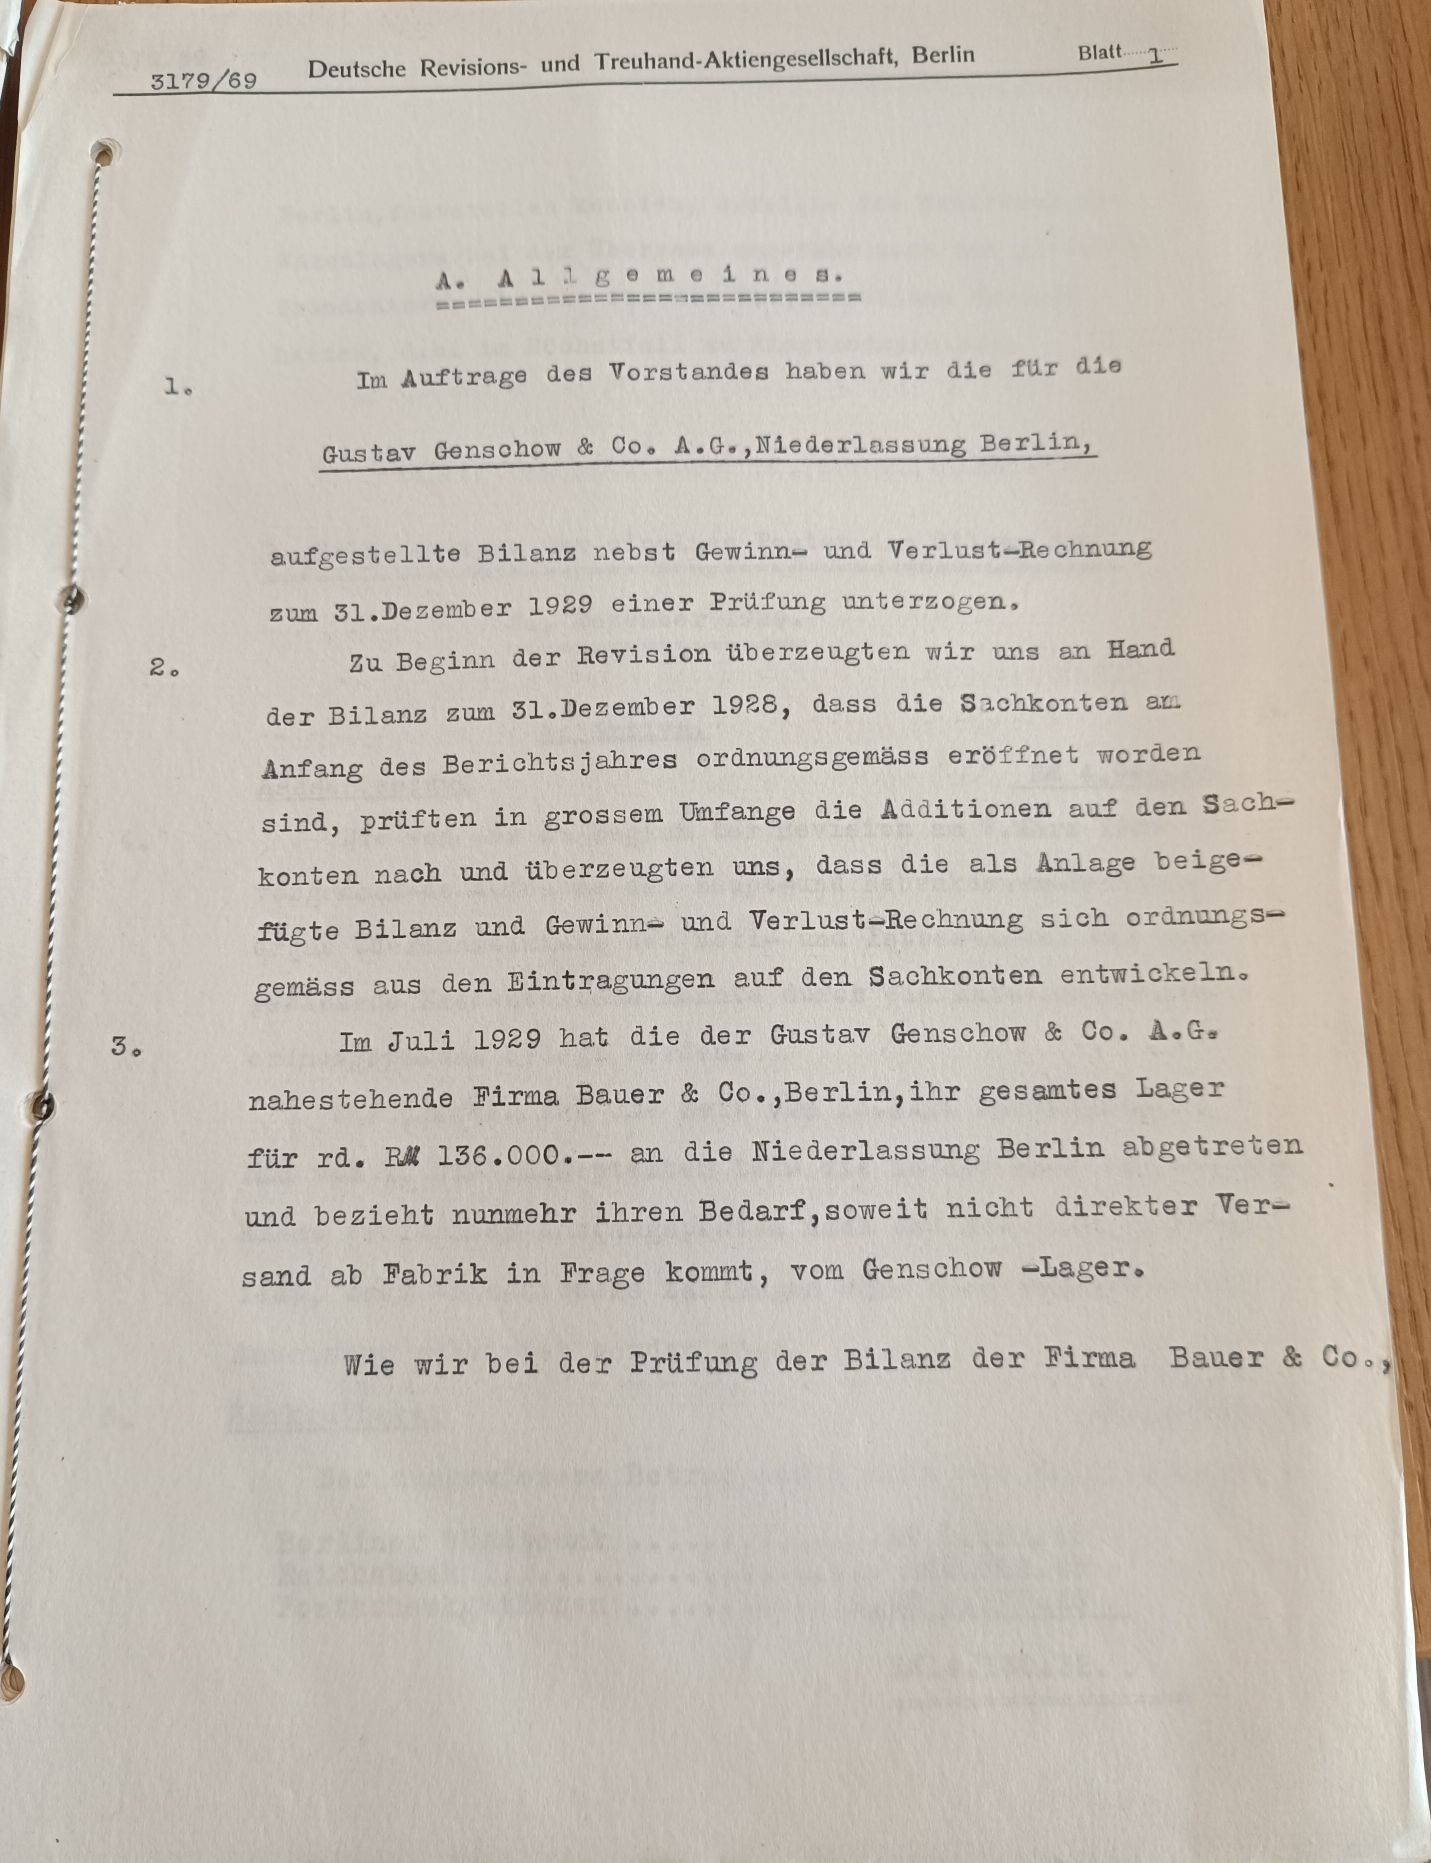 3179/69 Deutsche Revisions- und Treuhand-Aktiengesellschaft, Berlin Blatt 1
A. Allgemeines.
===========================
1. Im Auftrage des Vorstandes haben wir die für die
Gustav Genschow & Co. A.G.,Niederlassung Berlin,
aufgestellte Bilanz nebst Gewinn- und Verlust-Rechnung
zum 31.Dezember 1929 einer Prüfung unterzogen.
2. Zu Beginn der Revision überzeugten wir uns an Hand
der Bilanz zum 31.Dezember 1928, dass die Sachkonten am
Anfang des Berichtsjahres ordnungsgemäss eröffnet worden
sind, prüften in grossem Umfange die Additionen auf den Sach-
konten nach und überzeugten uns, dass die als Anlage beige-
fügte Bilanz und Gewinn- und Verlust-Rechnung sich ordnungs-
gemäss aus den Eintragungen auf den Sachkonten entwickeln.
3. Im Juli 1929 hat die der Gustav Genschow & Co. A.G.
nahestehende Firma Bauer & Co.,Berlin,ihr gesamtes Lager
für rd. RM 136.000.-- an die Niederlassung Berlin abgetreten
und bezieht nunmehr ihren Bedarf,soweit nicht direkter Ver-
sand ab Fabrik in Frage kommt, vom Genschow -Lager.
Wie wir bei der Prüfung der Bilanz der Firma Bauer & Co.,